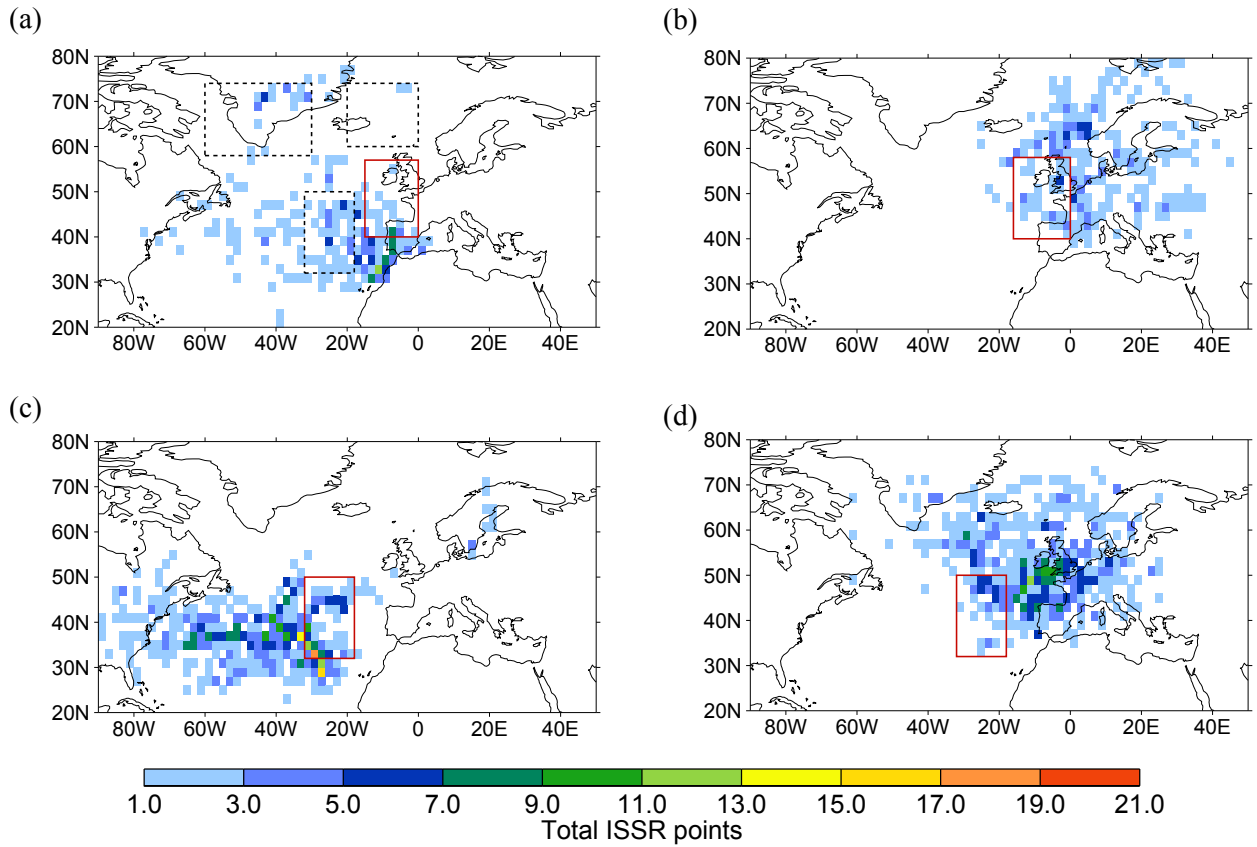 (a)
(b)
80N
70N
60N
50N
40N
30N
20N
80W 60W 40W 20W 0 20E 40E
80N
70N
60N
50N
40N
30N
20N
80W 60W 40W 20W 0 20E 40E
(c)
(d)
80N
70N
60N
50N
40N
30N
20N
80W 60W 40W 20W 0 20E 40E
80N
70N
60N
50N
40N
30N
20N
80W 60W 40W 20W 0 20E 40E
1.0 3.0 5.0 7.0 9.0 11.0 13.0 15.0 17.0 19.0 21.0
Total ISSR points